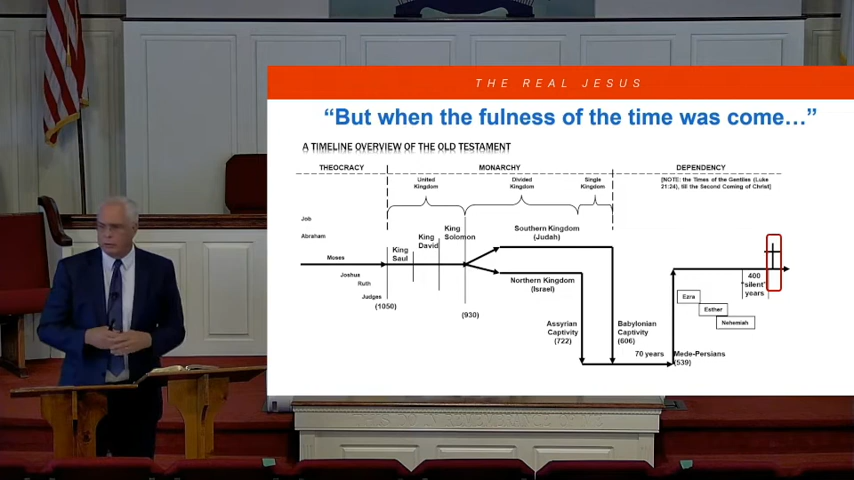 THE REAL JESUS
“But when the fulness of the time was come…”
A TIMELINE OVERVIEW OF THE OLD TESTAMENT
THEOCRACY
MONARCHY
DEPENDENCY
United
Kingdom
Divided
Kingdom
Single
Kingdom
[NOTE: the Times of the Gentiles (Luke
21:24), SE the Second Coming of Christ]
Job
Abraham
Moses
Joshua
Ruth
Judges
(1050)
King
Saul
King
David
King
Solomon
(930)
Southern Kingdom
(Judah)
Northern Kingdom
(Israel)
Assyrian
Captivity
(722)
Babylonian
Captivity
(606)
70 years
Mede-Persians
(539)
Ezra
Esther
Nehemiah
400
"silent"
years